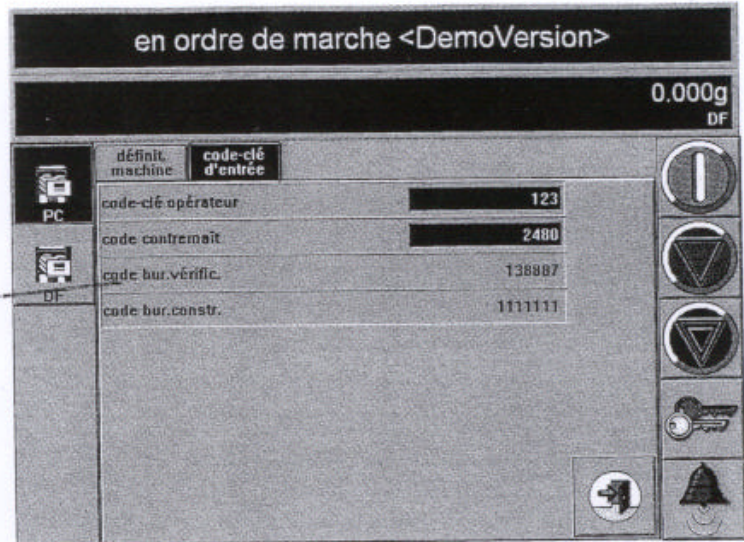 en ordre de marche <DemoVersion>
0.000g
DF
définit. machine
code-clé d'entrée
PC
DF
code-clé opérateur 123
code contremaît 2480
code bur.vérific. 138887
code bur.constr. 1111111